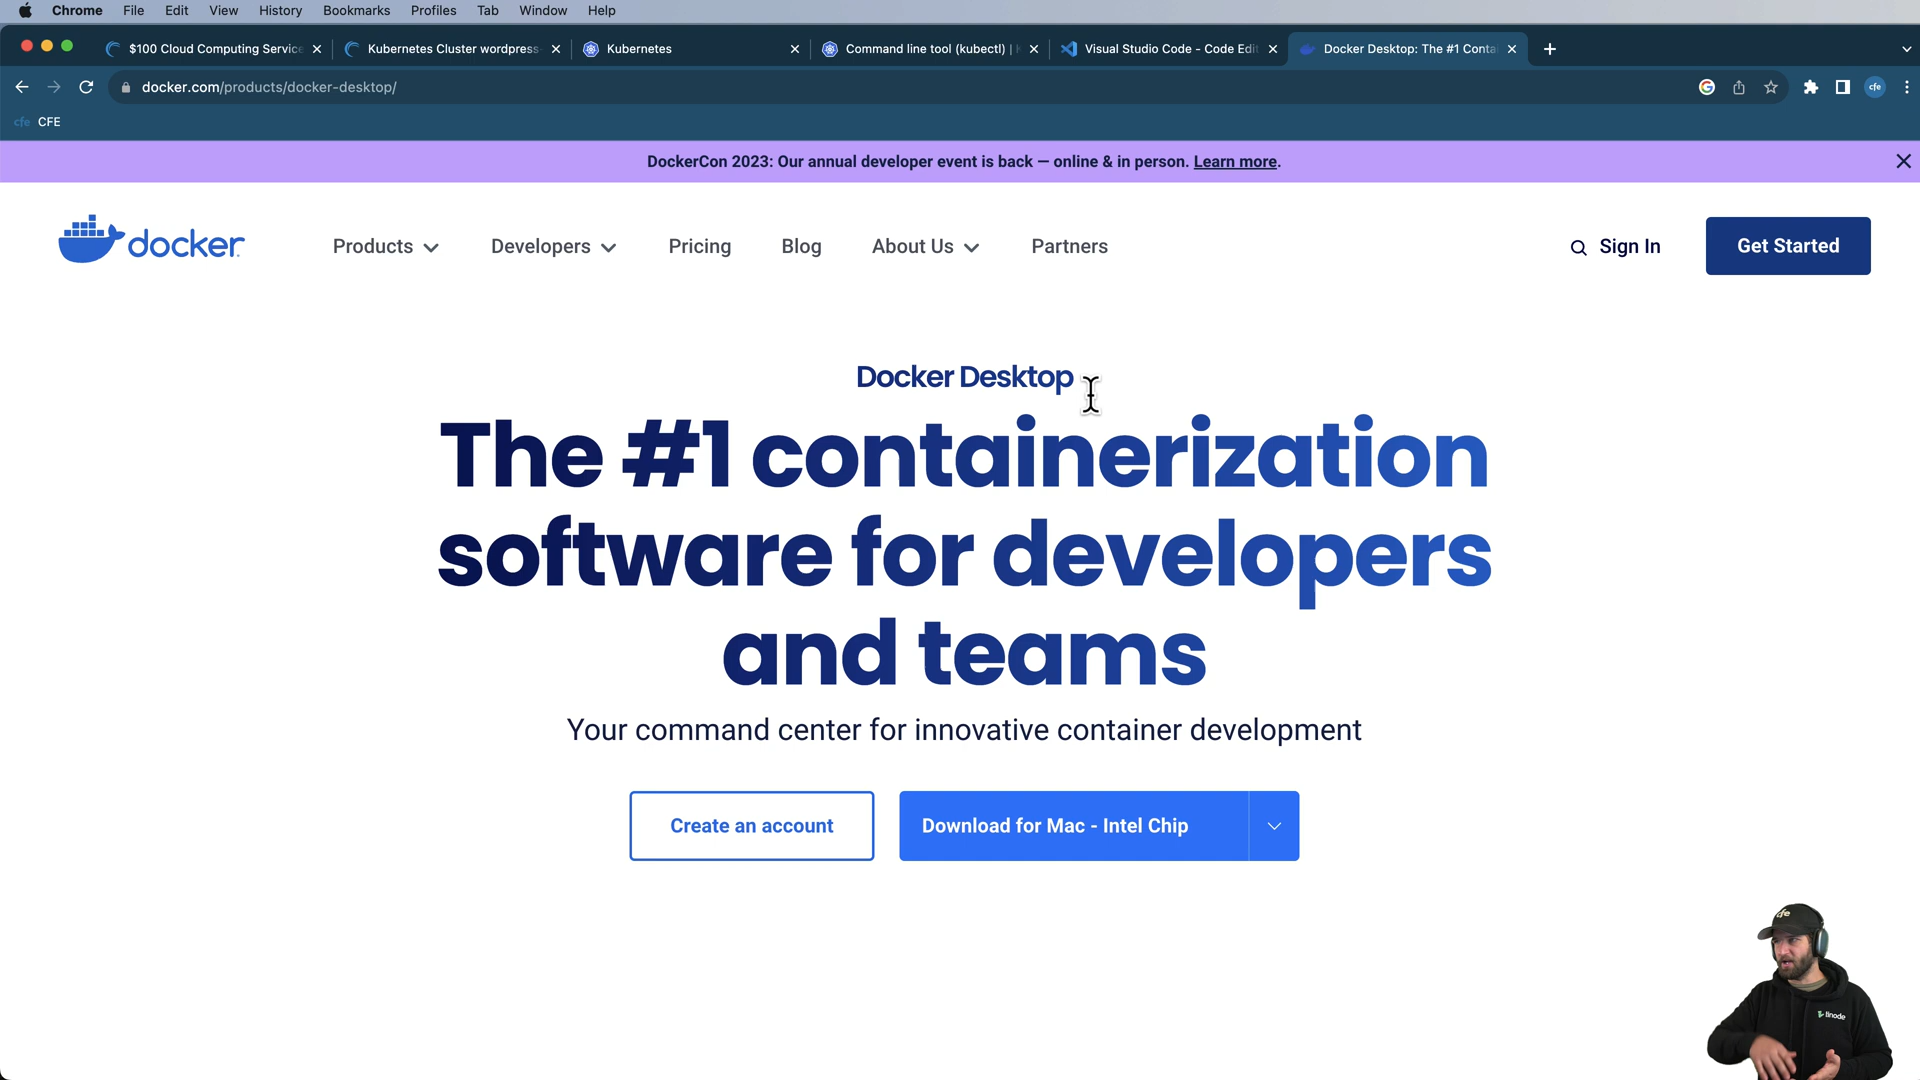 Chrome File Edit View History Bookmarks Profiles Tab Window Help
$100 Cloud Computing Service
Kubernetes Cluster wordpress
Kubernetes
Command line tool (kubectl) |
Visual Studio Code - Code Edit
Docker Desktop: The #1 Conta
docker.com/products/docker-desktop/
cfe
cfe CFE
DockerCon 2023: Our annual developer event is back — online & in person. Learn more.
docker
Products Developers Pricing Blog About Us Partners
Sign In
Get Started
Docker Desktop
The #1 containerization
software for developers
and teams
Your command center for innovative container development
Create an account
Download for Mac - Intel Chip
cfe
linode